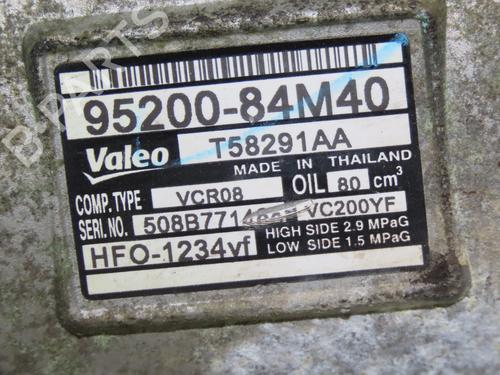 95200-84M40
Valeo T58291AA
MADE IN THAILAND
COMP.TYPE VCR08 OIL 80 cm³
SERI.NO. VC200YF
HFO-1234yf HIGH SIDE 2.9 MPaG
LOW SIDE 1.5 MPaG
B-PARTS